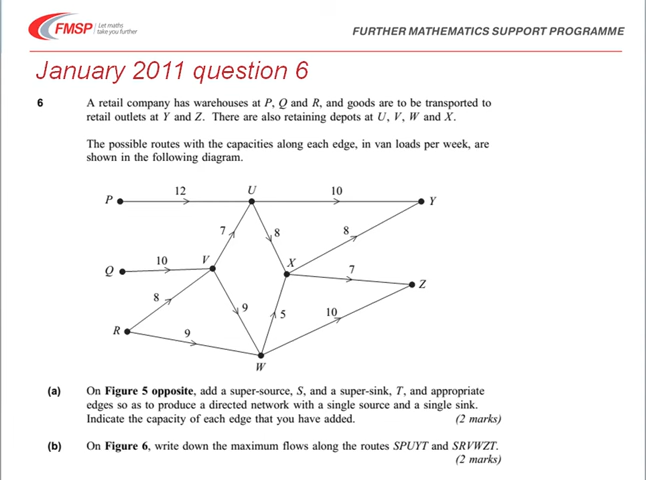 FMSP Let maths take you further
FURTHER MATHEMATICS SUPPORT PROGRAMME
January 2011 question 6
6 A retail company has warehouses at P, Q and R, and goods are to be transported to
retail outlets at Y and Z. There are also retaining depots at U, V, W and X.
The possible routes with the capacities along each edge, in van loads per week, are
shown in the following diagram.
P 12 U 10 Y
7 8 8
Q 10 V X 7 Z
8 9 5 10
R 9
W
(a) On Figure 5 opposite, add a super-source, S, and a super-sink, T, and appropriate
edges so as to produce a directed network with a single source and a single sink.
Indicate the capacity of each edge that you have added. (2 marks)
(b) On Figure 6, write down the maximum flows along the routes SPUYT and SRVWZT.
(2 marks)